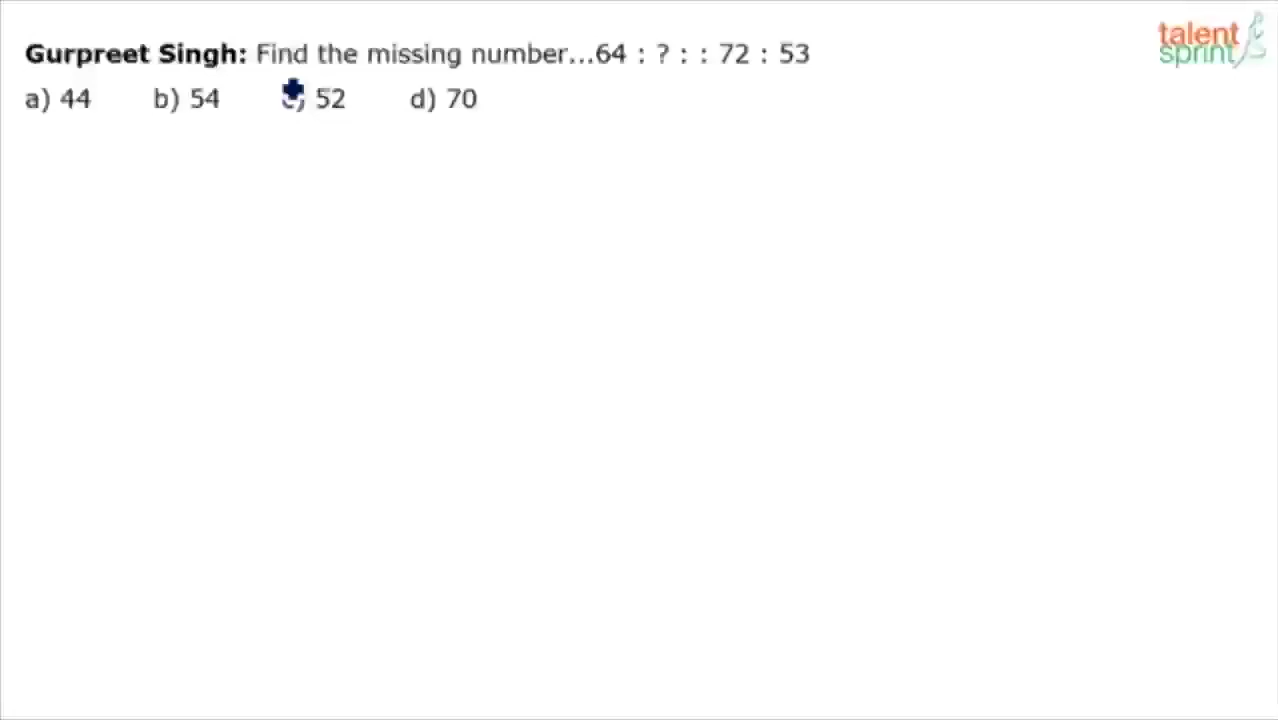 talent
sprint
Gurpreet Singh: Find the missing number...64 : ? : : 72 : 53
a) 44 b) 54 52 d) 70